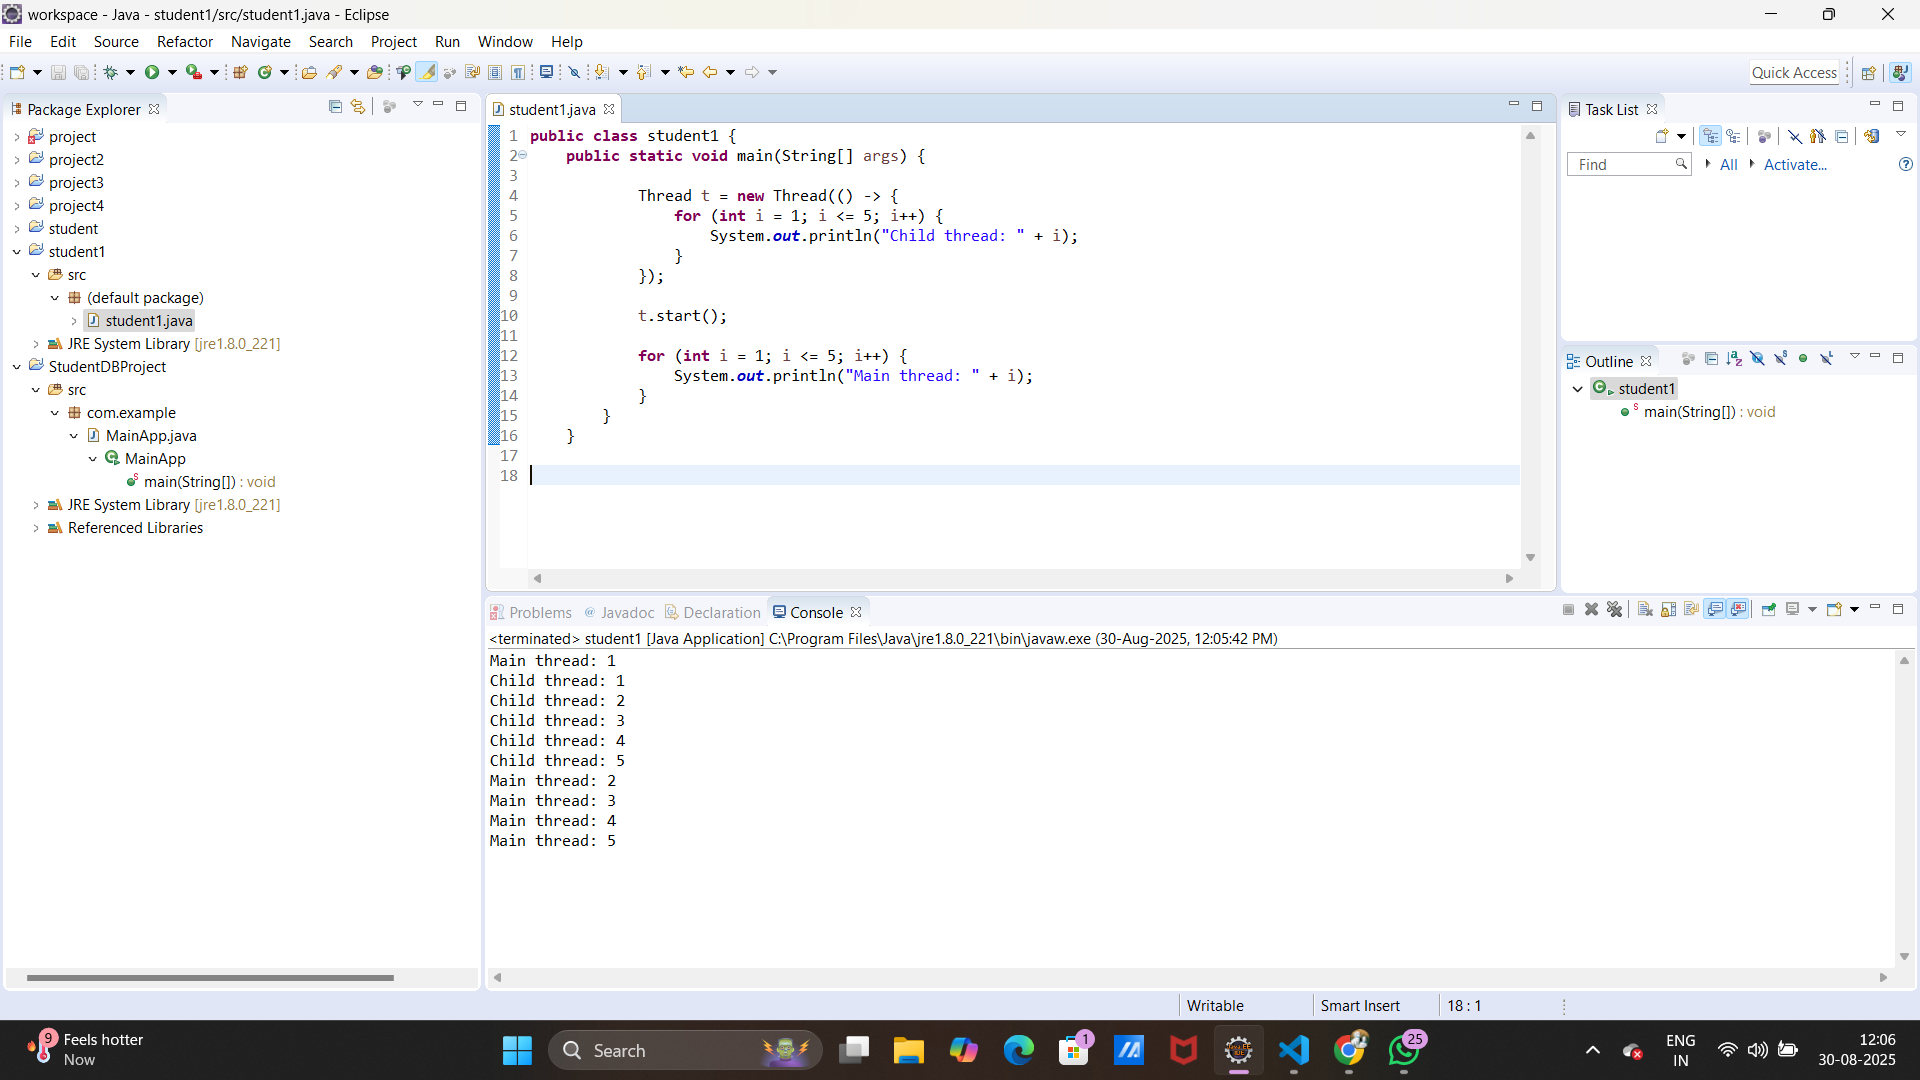 workspace - Java - student1/src/student1.java - Eclipse
File Edit Source Refactor Navigate Search Project Run Window Help
Quick Access
Package Explorer
project
project2
project3
project4
student
student1
src
(default package)
student1.java
JRE System Library [jre1.8.0_221]
StudentDBProject
src
com.example
MainApp.java
MainApp
main(String[]) : void
JRE System Library [jre1.8.0_221]
Referenced Libraries
student1.java
1 public class student1 {
2 public static void main(String[] args) {
3
4 Thread t = new Thread(() -> {
5 for (int i = 1; i <= 5; i++) {
6 System.out.println("Child thread: " + i);
7 }
8 });
9
10 t.start();
11
12 for (int i = 1; i <= 5; i++) {
13 System.out.println("Main thread: " + i);
14 }
15 }
16 }
17
18
Task List
Find All Activate...
Outline
student1
main(String[]) : void
Problems Javadoc Declaration Console
<terminated> student1 [Java Application] C:\Program Files\Java\jre1.8.0_221\bin\javaw.exe (30-Aug-2025, 12:05:42 PM)
Main thread: 1
Child thread: 1
Child thread: 2
Child thread: 3
Child thread: 4
Child thread: 5
Main thread: 2
Main thread: 3
Main thread: 4
Main thread: 5
Writable Smart Insert 18 : 1
9 Feels hotter
Now
Search
1
25
ENG
IN
12:06
30-08-2025